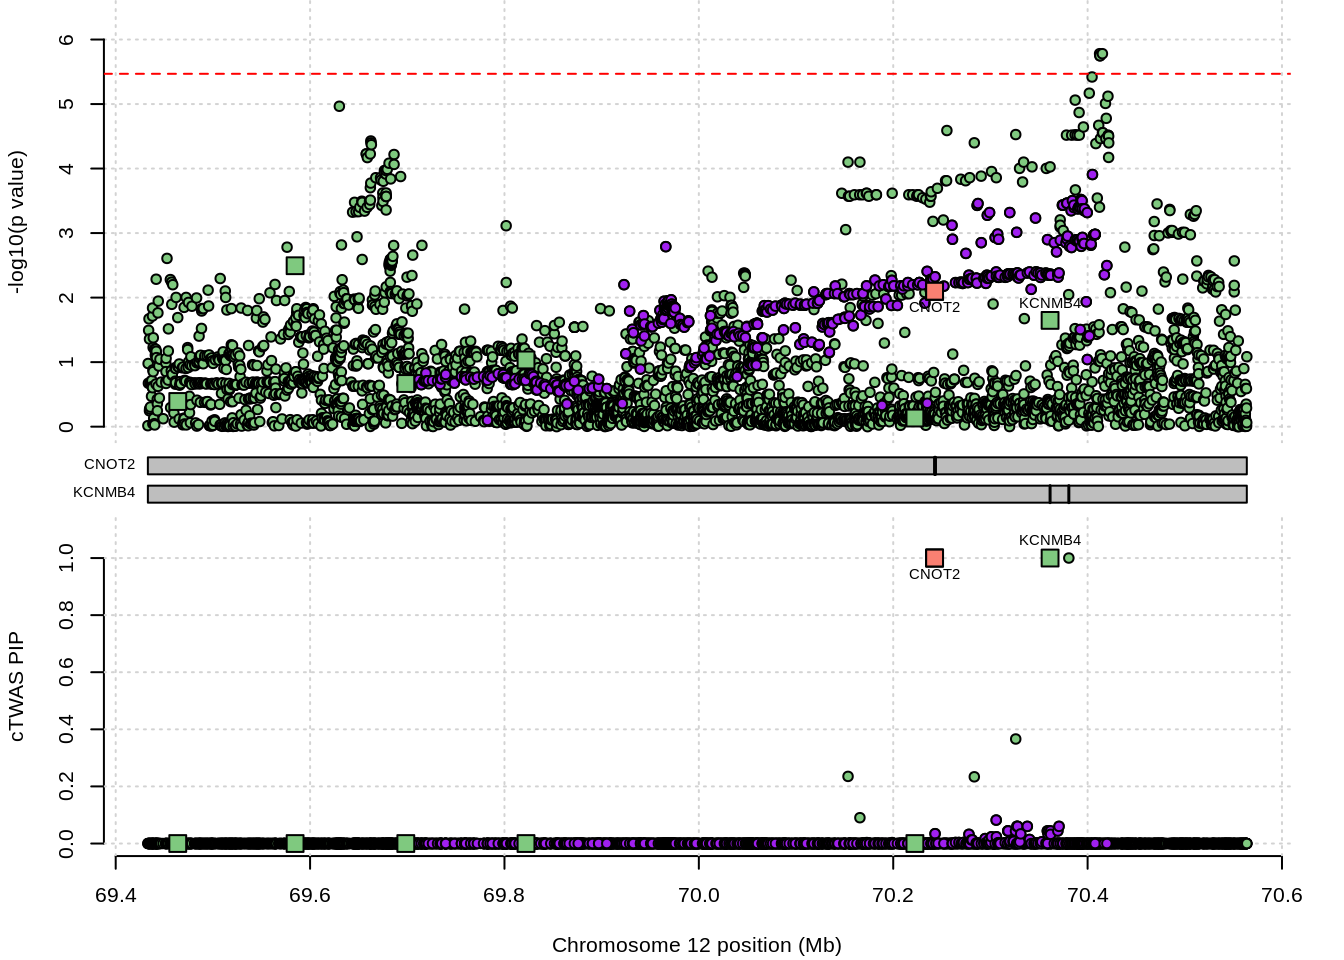 6
5
4
3
2
1
0
-log10(p value)
CNOT2
KCNMB4
CNOT2
KCNMB4
KCNMB4
CNOT2
1.0
0.8
0.6
0.4
0.2
0.0
cTWAS PIP
69.4 69.6 69.8 70.0 70.2 70.4 70.6
Chromosome 12 position (Mb)